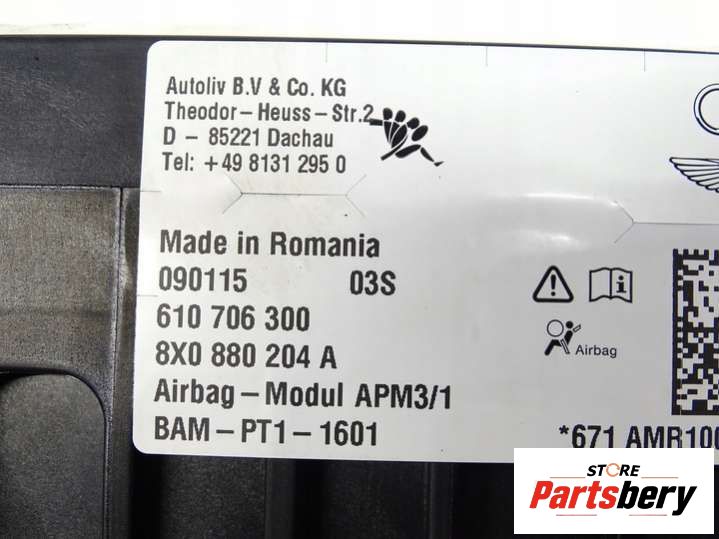 Autoliv B.V & Co. KG
Theodor-Heuss-Str.2
D - 85221 Dachau
Tel: +49 8131 295 0
Made in Romania
090115 03S
610 706 300
8X0 880 204 A
Airbag-Modul APM3/1
BAM-PT1-1601
Airbag
*671 AMR100
STORE
Partsbery